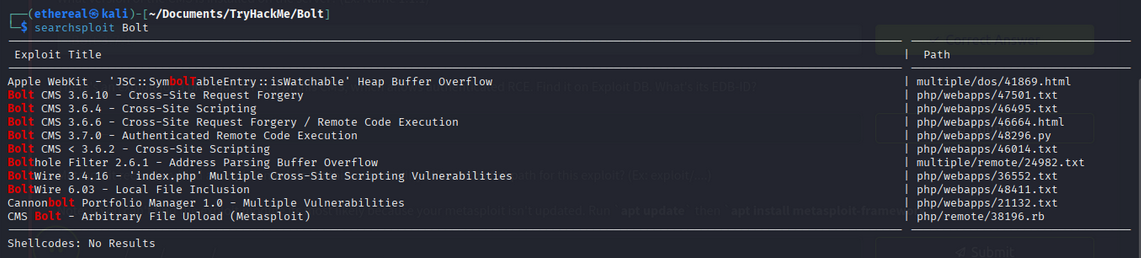 ┌──(ethereal㉿kali)-[~/Documents/TryHackMe/Bolt]
└─$ searchsploit Bolt
Exploit Title | Path
Apple WebKit - 'JSC::SymbolTableEntry::isWatchable' Heap Buffer Overflow | multiple/dos/41869.html
Bolt CMS 3.6.10 - Cross-Site Request Forgery | php/webapps/47501.txt
Bolt CMS 3.6.4 - Cross-Site Scripting | php/webapps/46495.txt
Bolt CMS 3.6.6 - Cross-Site Request Forgery / Remote Code Execution | php/webapps/46664.html
Bolt CMS 3.7.0 - Authenticated Remote Code Execution | php/webapps/48296.py
Bolt CMS < 3.6.2 - Cross-Site Scripting | php/webapps/46014.txt
Bolthole Filter 2.6.1 - Address Parsing Buffer Overflow | multiple/remote/24982.txt
BoltWire 3.4.16 - 'index.php' Multiple Cross-Site Scripting Vulnerabilities | php/webapps/36552.txt
BoltWire 6.03 - Local File Inclusion | php/webapps/48411.txt
Cannonbolt Portfolio Manager 1.0 - Multiple Vulnerabilities | php/webapps/21132.txt
CMS Bolt - Arbitrary File Upload (Metasploit) | php/remote/38196.rb
Shellcodes: No Results
Submit